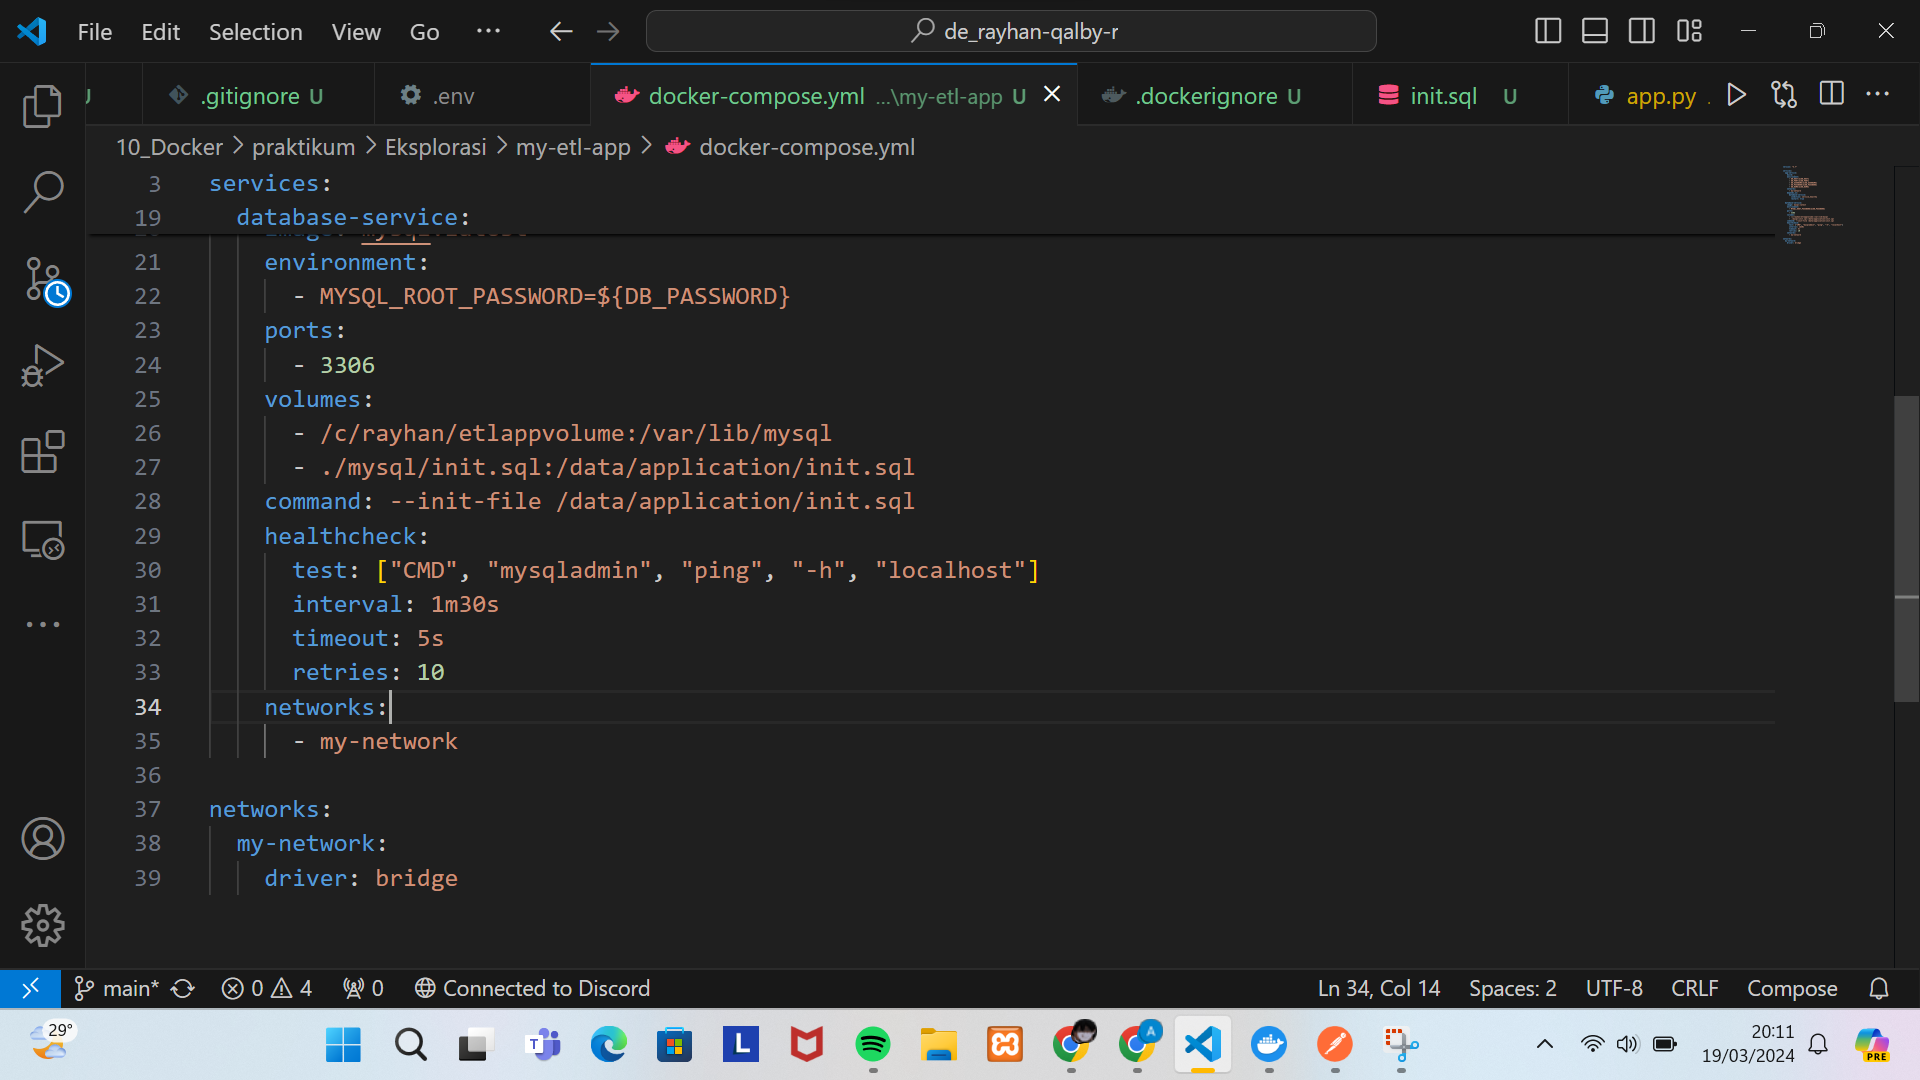 File Edit Selection View Go ··· de_rayhan-qalby-r
.gitignore U .env docker-compose.yml ...\my-etl-app U .dockerignore U init.sql U app.py .
10_Docker > praktikum > Eksplorasi > my-etl-app > docker-compose.yml
3 services:
19 database-service:
21 environment:
22 - MYSQL_ROOT_PASSWORD=${DB_PASSWORD}
23 ports:
24 - 3306
25 volumes:
26 - /c/rayhan/etlappvolume:/var/lib/mysql
27 - ./mysql/init.sql:/data/application/init.sql
28 command: --init-file /data/application/init.sql
29 healthcheck:
30 test: ["CMD", "mysqladmin", "ping", "-h", "localhost"]
31 interval: 1m30s
32 timeout: 5s
33 retries: 10
34 networks:
35 - my-network
36
37 networks:
38 my-network:
39 driver: bridge
main* 0 4 0 Connected to Discord Ln 34, Col 14 Spaces: 2 UTF-8 CRLF Compose
29° T L A 20:11
19/03/2024 PRE